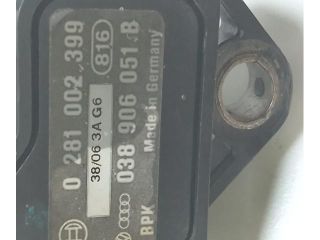 0 281 002 399
38/06 3A G6
816
038 906 051 B
BPK
Made in Germany